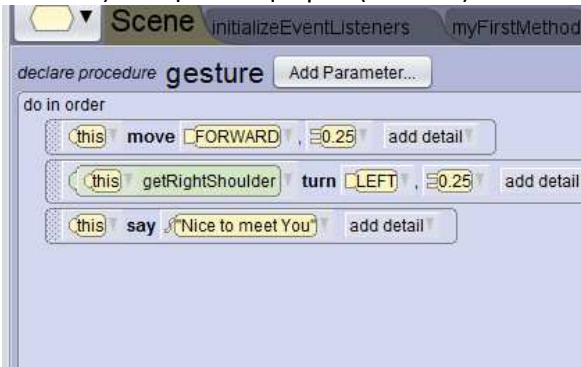 Scene initializeEventListeners myFirstMethod
declare procedure gesture Add Parameter...
do in order
this move FORWARD , 0.25 add detail
this getRightShoulder turn LEFT , 0.25 add detail
this say "Nice to meet You" add detail